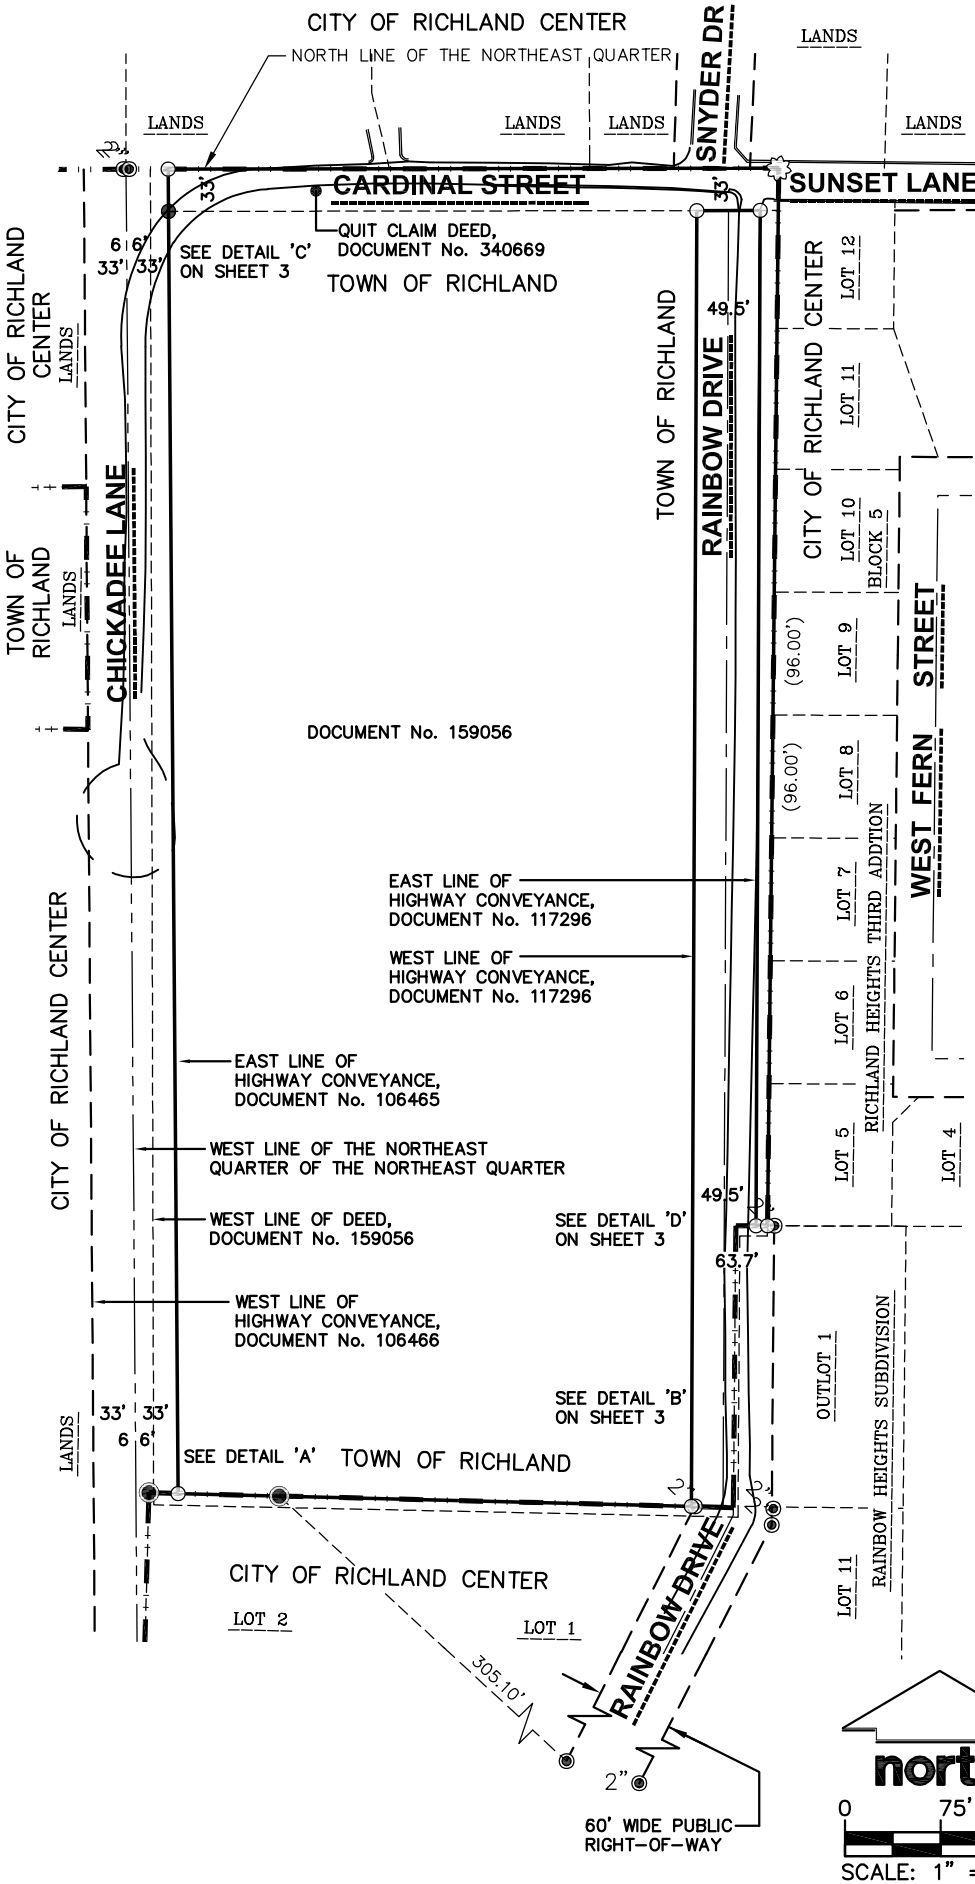 CITY OF RICHLAND CENTER
NORTH LINE OF THE NORTHEAST QUARTER
SNYDER DR
LANDS
LANDS
LANDS
LANDS
LANDS
33'
CARDINAL STREET
33'
SUNSET LANE
QUIT CLAIM DEED,
DOCUMENT No. 340669
6 6'
33' 33'
SEE DETAIL 'C'
ON SHEET 3
TOWN OF RICHLAND
CITY OF RICHLAND
CENTER
LANDS
49.5'
TOWN OF RICHLAND
RAINBOW DRIVE
CITY OF RICHLAND CENTER
LOT 12
LOT 11
LOT 10
BLOCK 5
LOT 9
(96.00')
LOT 8
(96.00')
LOT 7
LOT 6
LOT 5
LOT 4
RICHLAND HEIGHTS THIRD ADDTION
WEST FERN STREET
TOWN OF
RICHLAND
LANDS
CHICKADEE LANE
DOCUMENT No. 159056
EAST LINE OF
HIGHWAY CONVEYANCE,
DOCUMENT No. 117296
WEST LINE OF
HIGHWAY CONVEYANCE,
DOCUMENT No. 117296
CITY OF RICHLAND CENTER
EAST LINE OF
HIGHWAY CONVEYANCE,
DOCUMENT No. 106465
WEST LINE OF THE NORTHEAST
QUARTER OF THE NORTHEAST QUARTER
WEST LINE OF DEED,
DOCUMENT No. 159056
49.5'
SEE DETAIL 'D'
ON SHEET 3
63.7'
WEST LINE OF
HIGHWAY CONVEYANCE,
DOCUMENT No. 106466
OUTLOT 1
RAINBOW HEIGHTS SUBDIVISION
SEE DETAIL 'B'
ON SHEET 3
LANDS
33' 33'
6 6'
SEE DETAIL 'A'
TOWN OF RICHLAND
2"
CITY OF RICHLAND CENTER
LOT 2
LOT 1
LOT 11
RAINBOW DRIVE
305.10'
2"
60' WIDE PUBLIC
RIGHT-OF-WAY
nort
0 75'
SCALE: 1" =